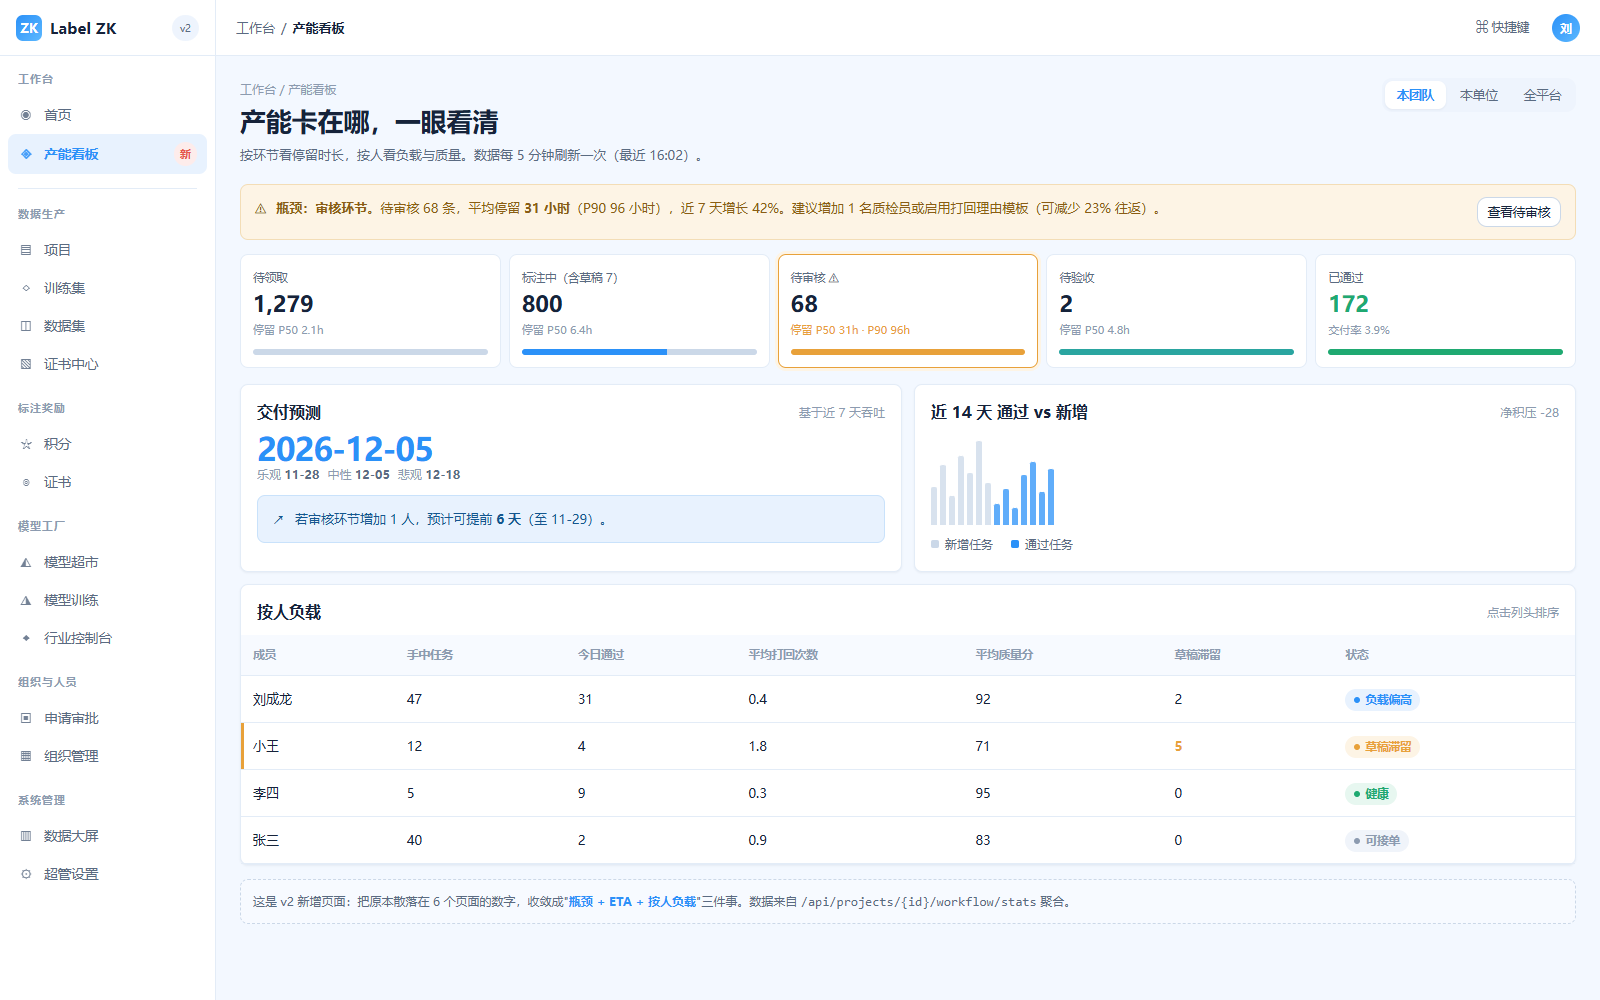 ZK Label ZK v2
工作台 / 产能看板
⌘ 快捷键
刘
工作台
首页
产能看板 新
数据生产
项目
训练集
数据集
证书中心
标注奖励
积分
证书
模型工厂
模型超市
模型训练
行业控制台
组织与人员
申请审批
组织管理
系统管理
数据大屏
超管设置
工作台 / 产能看板
产能卡在哪，一眼看清
按环节看停留时长，按人看负载与质量。数据每 5 分钟刷新一次（最近 16:02）。
本团队 本单位 全平台
⚠ 瓶颈：审核环节。待审核 68 条，平均停留 31 小时（P90 96 小时），近 7 天增长 42%。建议增加 1 名质检员或启用打回理由模板（可减少 23% 往返）。
查看待审核
待领取
1,279
停留 P50 2.1h
标注中（含草稿 7）
800
停留 P50 6.4h
待审核 ⚠
68
停留 P50 31h · P90 96h
待验收
2
停留 P50 4.8h
已通过
172
交付率 3.9%
交付预测 基于近 7 天吞吐
2026-12-05
乐观 11-28 中性 12-05 悲观 12-18
↗ 若审核环节增加 1 人，预计可提前 6 天（至 11-29）。
近 14 天 通过 vs 新增 净积压 -28
新增任务 通过任务
按人负载 点击列头排序
成员 手中任务 今日通过 平均打回次数 平均质量分 草稿滞留 状态
刘成龙 47 31 0.4 92 2 负载偏高
小王 12 4 1.8 71 5 草稿滞留
李四 5 9 0.3 95 0 健康
张三 40 2 0.9 83 0 可接单
这是 v2 新增页面：把原本散落在 6 个页面的数字，收敛成"瓶颈 + ETA + 按人负载"三件事。数据来自 /api/projects/{id}/workflow/stats 聚合。